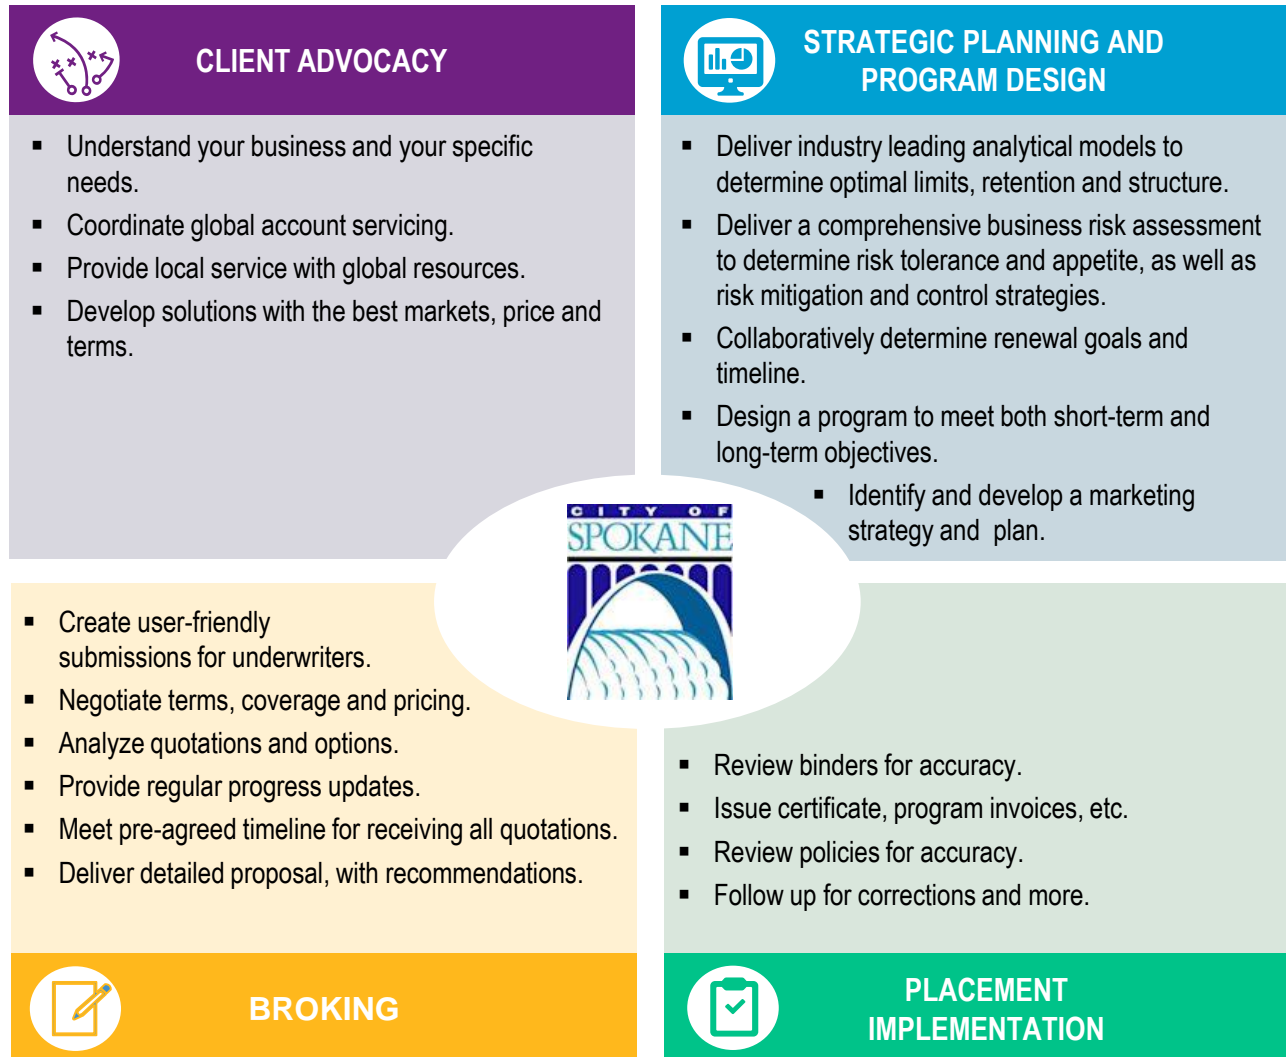 CLIENT ADVOCACY
▪ Understand your business and your specific
needs.
▪ Coordinate global account servicing.
▪ Provide local service with global resources.
▪ Develop solutions with the best markets, price and
terms.
STRATEGIC PLANNING AND
PROGRAM DESIGN
▪ Deliver industry leading analytical models to
determine optimal limits, retention and structure.
▪ Deliver a comprehensive business risk assessment
to determine risk tolerance and appetite, as well as
risk mitigation and control strategies.
▪ Collaboratively determine renewal goals and
timeline.
▪ Design a program to meet both short-term and
long-term objectives.
▪ Identify and develop a marketing
strategy and  plan.
CITY OF
SPOKANE
▪ Create user-friendly
submissions for underwriters.
▪ Negotiate terms, coverage and pricing.
▪ Analyze quotations and options.
▪ Provide regular progress updates.
▪ Meet pre-agreed timeline for receiving all quotations.
▪ Deliver detailed proposal, with recommendations.
BROKING
▪ Review binders for accuracy.
▪ Issue certificate, program invoices, etc.
▪ Review policies for accuracy.
▪ Follow up for corrections and more.
PLACEMENT
IMPLEMENTATION